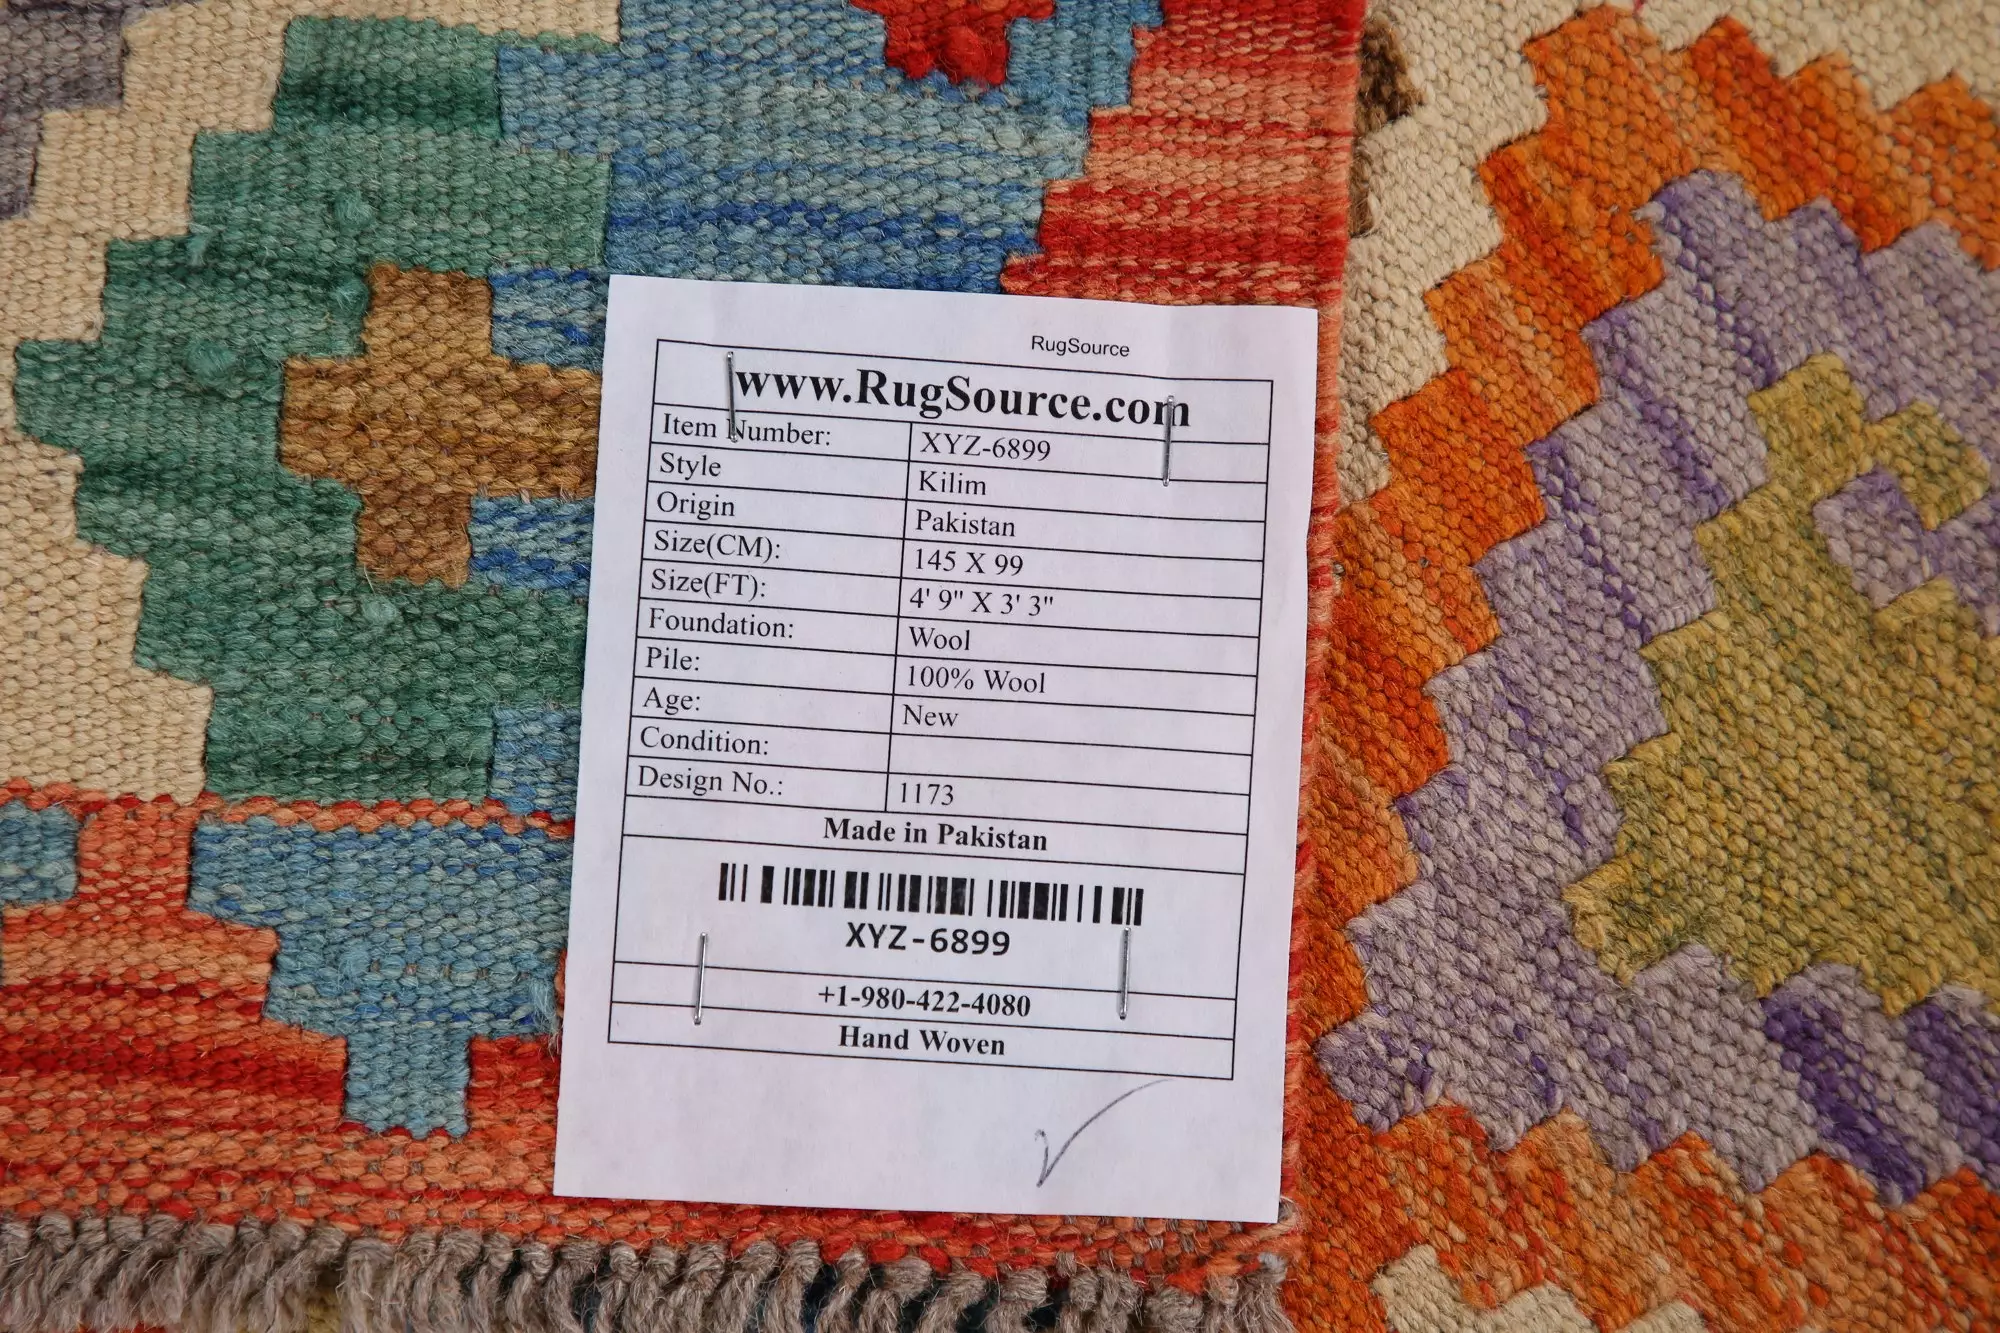 RugSource
www.RugSource.com
Item Number: XYZ-6899
Style Kilim
Origin Pakistan
Size(CM): 145 X 99
Size(FT): 4' 9" X 3' 3"
Foundation: Wool
Pile: 100% Wool
Age: New
Condition:
Design No.: 1173
Made in Pakistan
XYZ-6899
+1-980-422-4080
Hand Woven